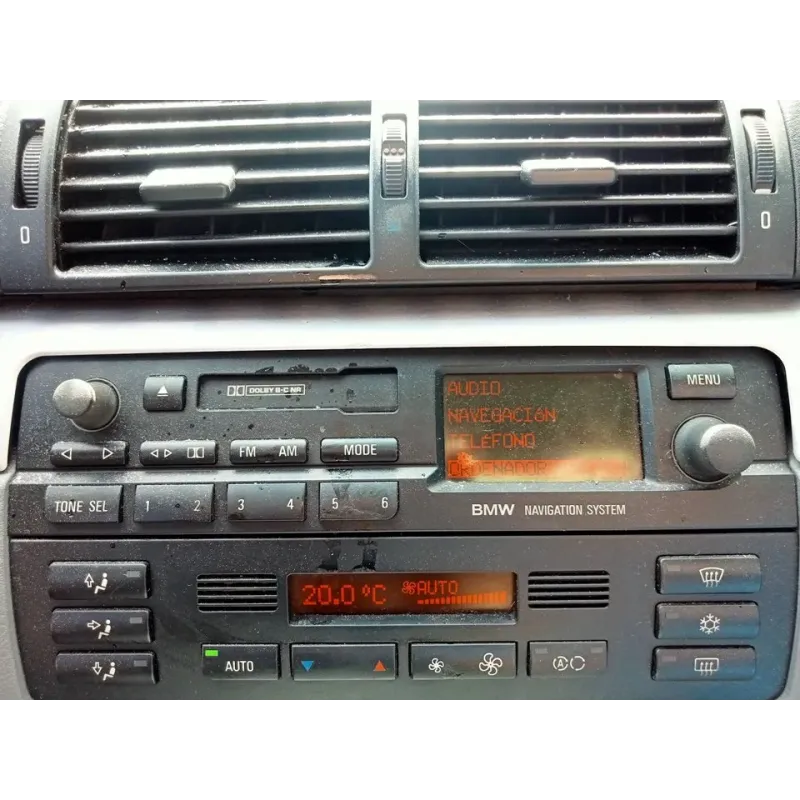 0
0
DOLBY B-C NR
AUDIO
NAVEGACIÓN
TELÉFONO
ORDENADOR
MENU
FM AM
MODE
TONE SEL
1 2
3 4
5 6
BMW NAVIGATION SYSTEM
20.0 °C
AUTO
AUTO
A